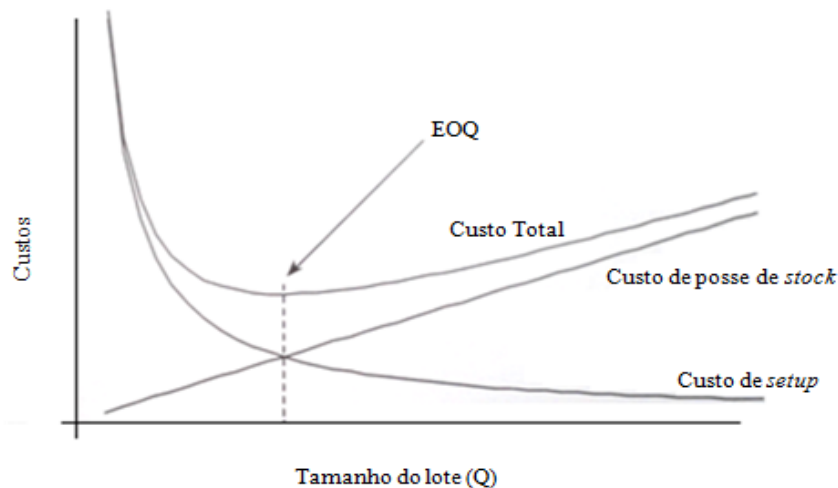 EOQ
Custos
Custo Total
Custo de posse de stock
Custo de setup
Tamanho do lote (Q)